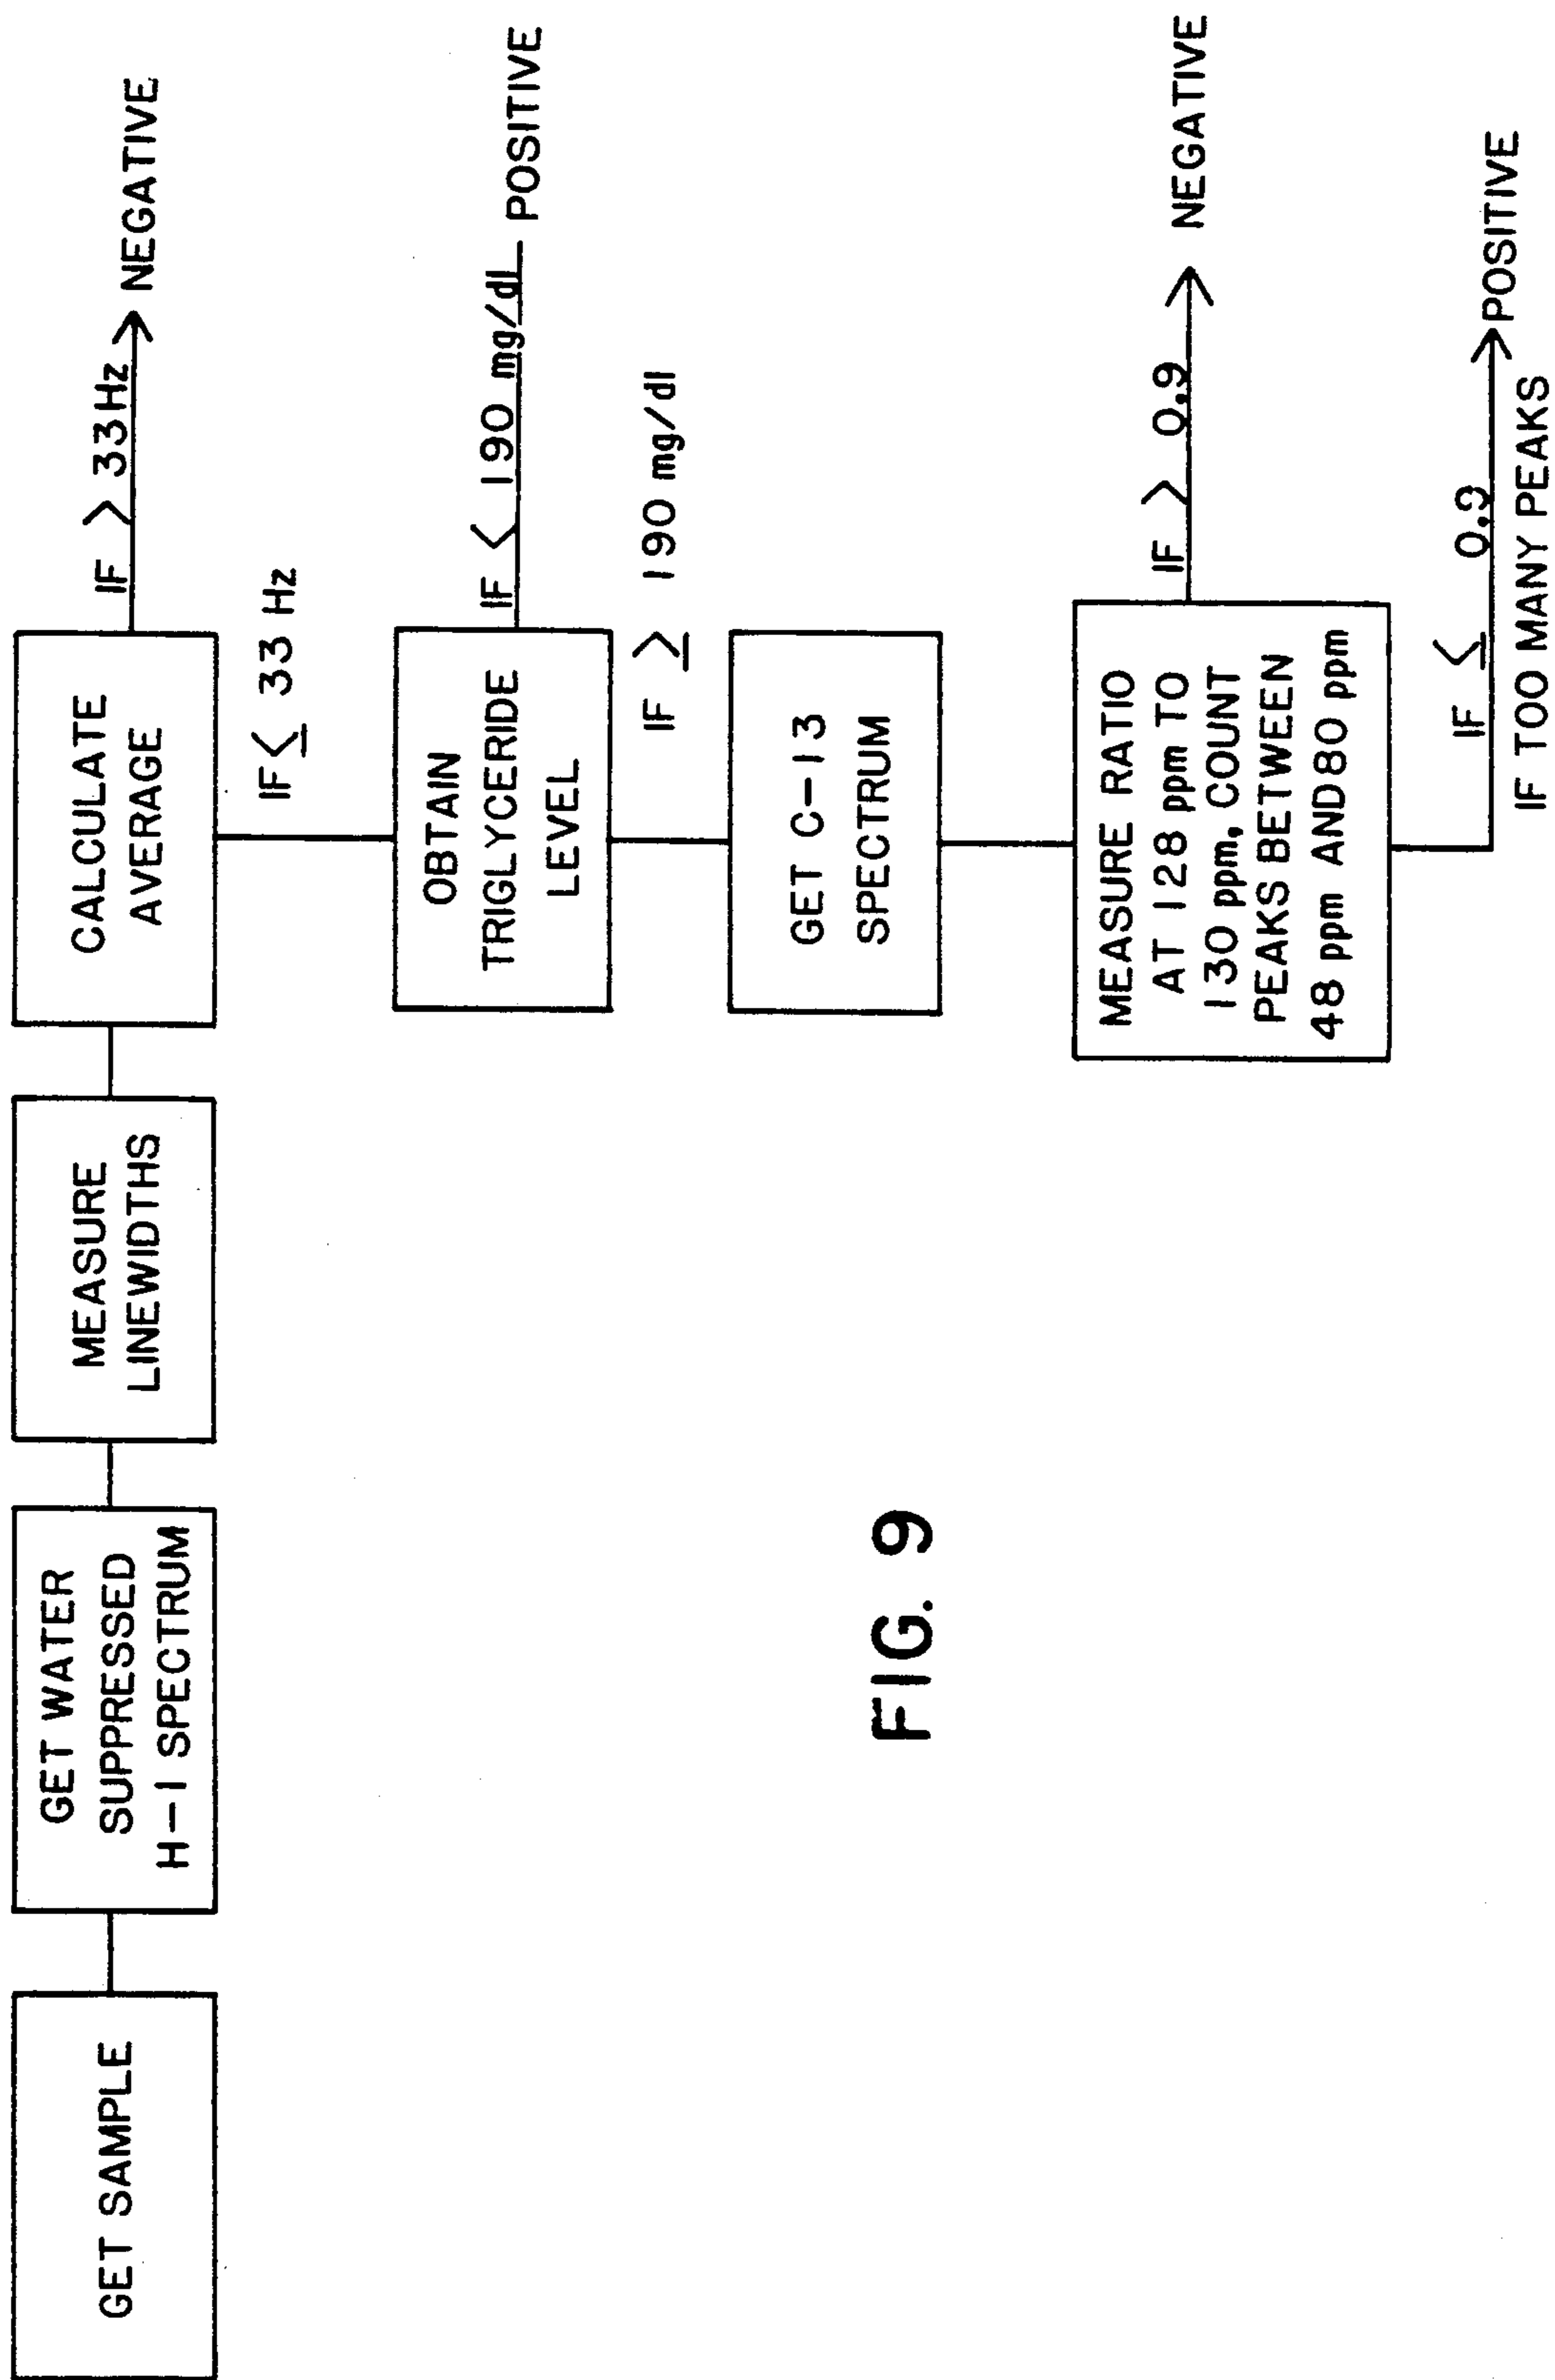 GET SAMPLE
GET WATER
SUPPRESSED
H-1 SPECTRUM
MEASURE
LINEWIDTHS
CALCULATE
AVERAGE
IF > 33Hz
NEGATIVE
IF ≤ 33 Hz
OBTAIN
TRIGLYCERIDE
LEVEL
IF < 190 mg/dl
POSITIVE
IF ≥ 190 mg/dl
GET C-13
SPECTRUM
MEASURE RATIO
AT 128 ppm TO
130 ppm, COUNT
PEAKS BETWEEN
48 ppm AND 80 ppm
IF > 0.9
NEGATIVE
IF ≤ 0.9
POSITIVE
IF TOO MANY PEAKS
FIG. 9